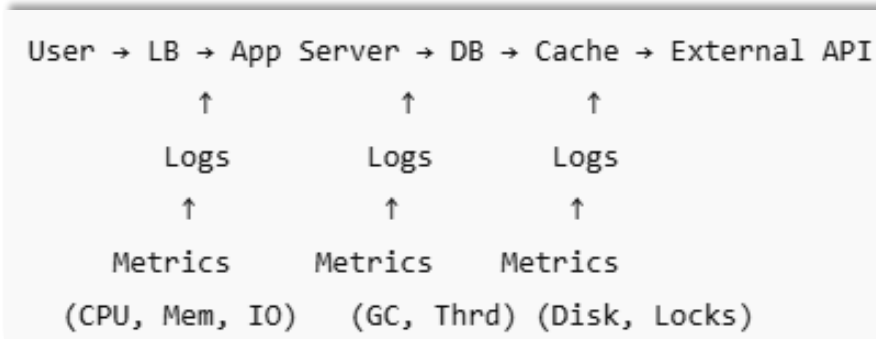 User → LB → App Server → DB → Cache → External API
↑ ↑ ↑
Logs Logs Logs
↑ ↑ ↑
Metrics Metrics Metrics
(CPU, Mem, IO) (GC, Thrd) (Disk, Locks)